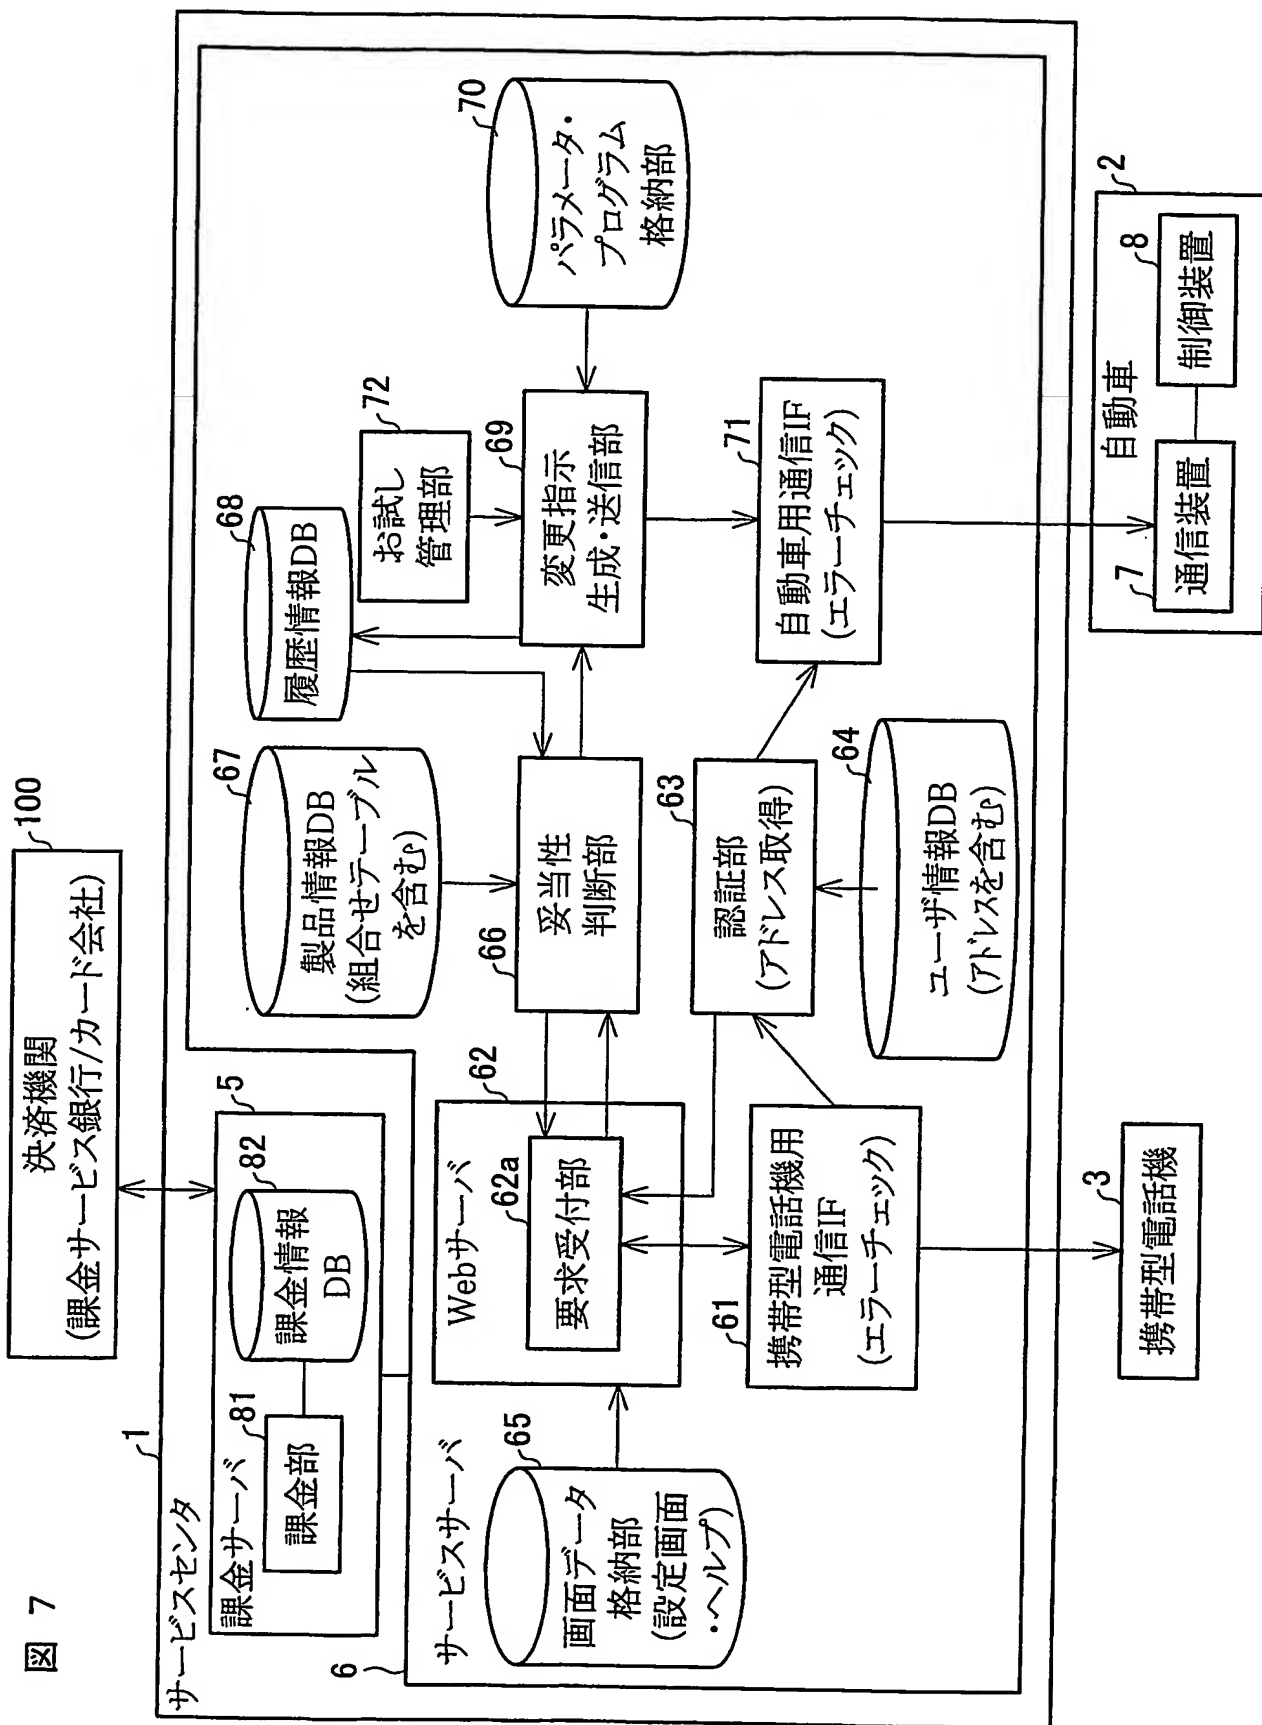 図 7
100
決済機関
(課金サービス銀行/カード会社)
1
サービスセンタ
5
課金サーバ
81
課金部
82
課金情報
DB
6
サービスサーバ
65
画面データ
格納部
(設定画面
・ヘルプ)
62
Webサーバ
62a
要求受付部
61
携帯型電話機用
通信IF
(エラーチェック)
67
製品情報DB
(組合せテーブル
を含む)
66
妥当性
判断部
63
認証部
(アドレス取得)
64
ユーザ情報DB
(アドレスを含む)
68
履歴情報DB
72
お試し
管理部
69
変更指示
生成・送信部
70
パラメータ・
プログラム
格納部
71
自動車用通信IF
(エラーチェック)
3
携帯型電話機
2
自動車
7
通信装置
8
制御装置